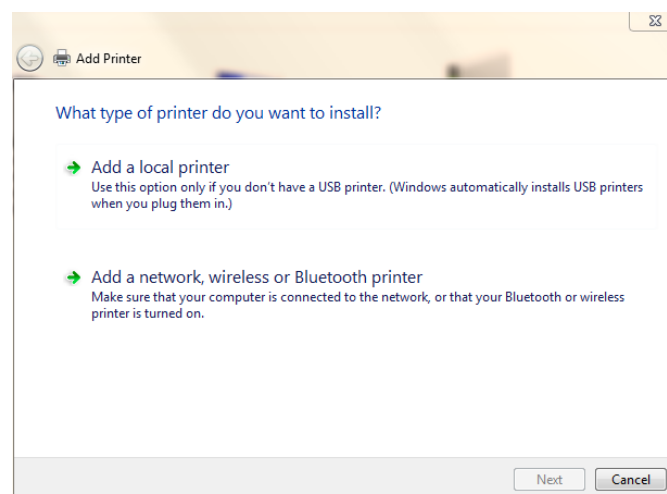 Add Printer
What type of printer do you want to install?
Add a local printer
Use this option only if you don't have a USB printer. (Windows automatically installs USB printers
when you plug them in.)
Add a network, wireless or Bluetooth printer
Make sure that your computer is connected to the network, or that your Bluetooth or wireless
printer is turned on.
Next
Cancel